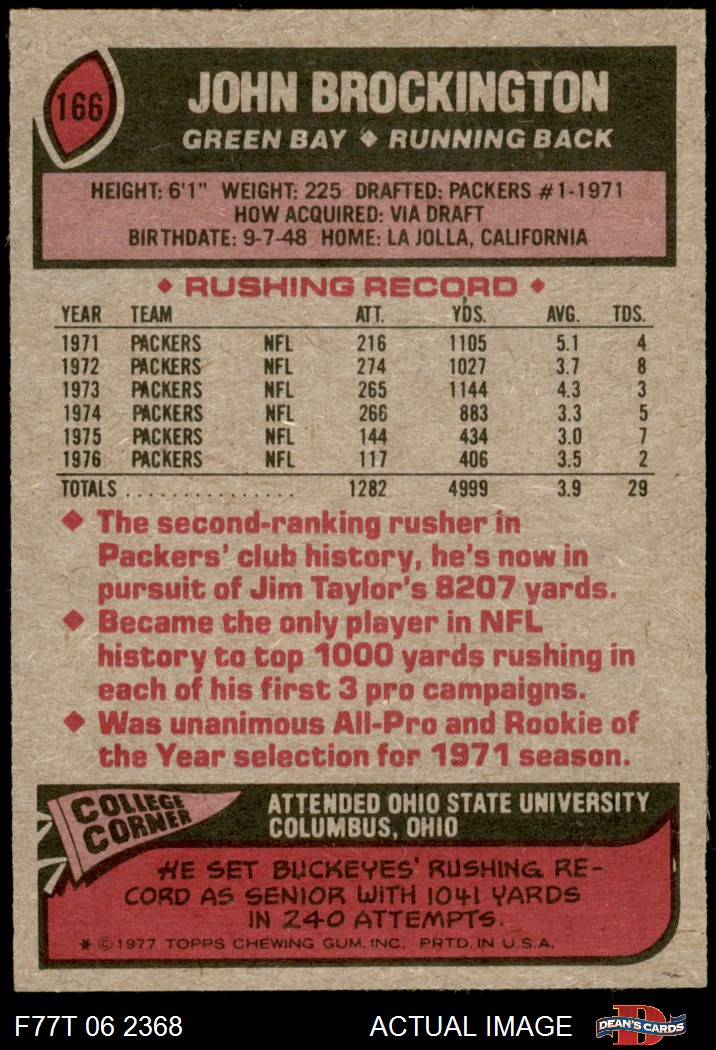 166
JOHN BROCKINGTON
GREEN BAY ◆ RUNNING BACK
HEIGHT: 6'1" WEIGHT: 225 DRAFTED: PACKERS #1-1971
HOW ACQUIRED: VIA DRAFT
BIRTHDATE: 9-7-48 HOME: LA JOLLA, CALIFORNIA
◆ RUSHING RECORD ◆
YEAR TEAM ATT. YDS. AVG. TDS.
1971 PACKERS NFL 216 1105 5.1 4
1972 PACKERS NFL 274 1027 3.7 8
1973 PACKERS NFL 265 1144 4.3 3
1974 PACKERS NFL 266 883 3.3 5
1975 PACKERS NFL 144 434 3.0 7
1976 PACKERS NFL 117 406 3.5 2
TOTALS . . . . . . . . . . . . . . . 1282 4999 3.9 29
◆ The second-ranking rusher in
Packers' club history, he's now in
pursuit of Jim Taylor's 8207 yards.
◆ Became the only player in NFL
history to top 1000 yards rushing in
each of his first 3 pro campaigns.
◆ Was unanimous All-Pro and Rookie of
the Year selection for 1971 season.
COLLEGE
CORNER
ATTENDED OHIO STATE UNIVERSITY
COLUMBUS, OHIO
HE SET BUCKEYES' RUSHING RE-
CORD AS SENIOR WITH 1041 YARDS
IN 240 ATTEMPTS.
* © 1977 TOPPS CHEWING GUM, INC. PRTD. IN U.S.A.
F77T 06 2368 ACTUAL IMAGE
D
DEAN'S CARDS